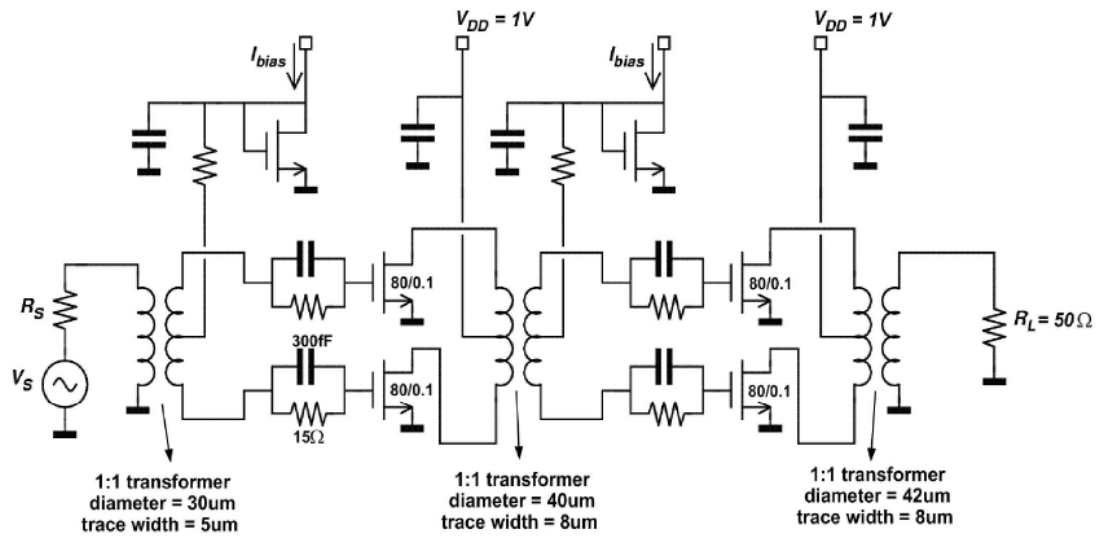 V_DD = 1V
V_DD = 1V
I_bias
I_bias
R_S
V_S
80/0.1
80/0.1
R_L = 50 Ω
300fF
80/0.1
80/0.1
15Ω
1:1 transformer
diameter = 30um
trace width = 5um
1:1 transformer
diameter = 40um
trace width = 8um
1:1 transformer
diameter = 42um
trace width = 8um